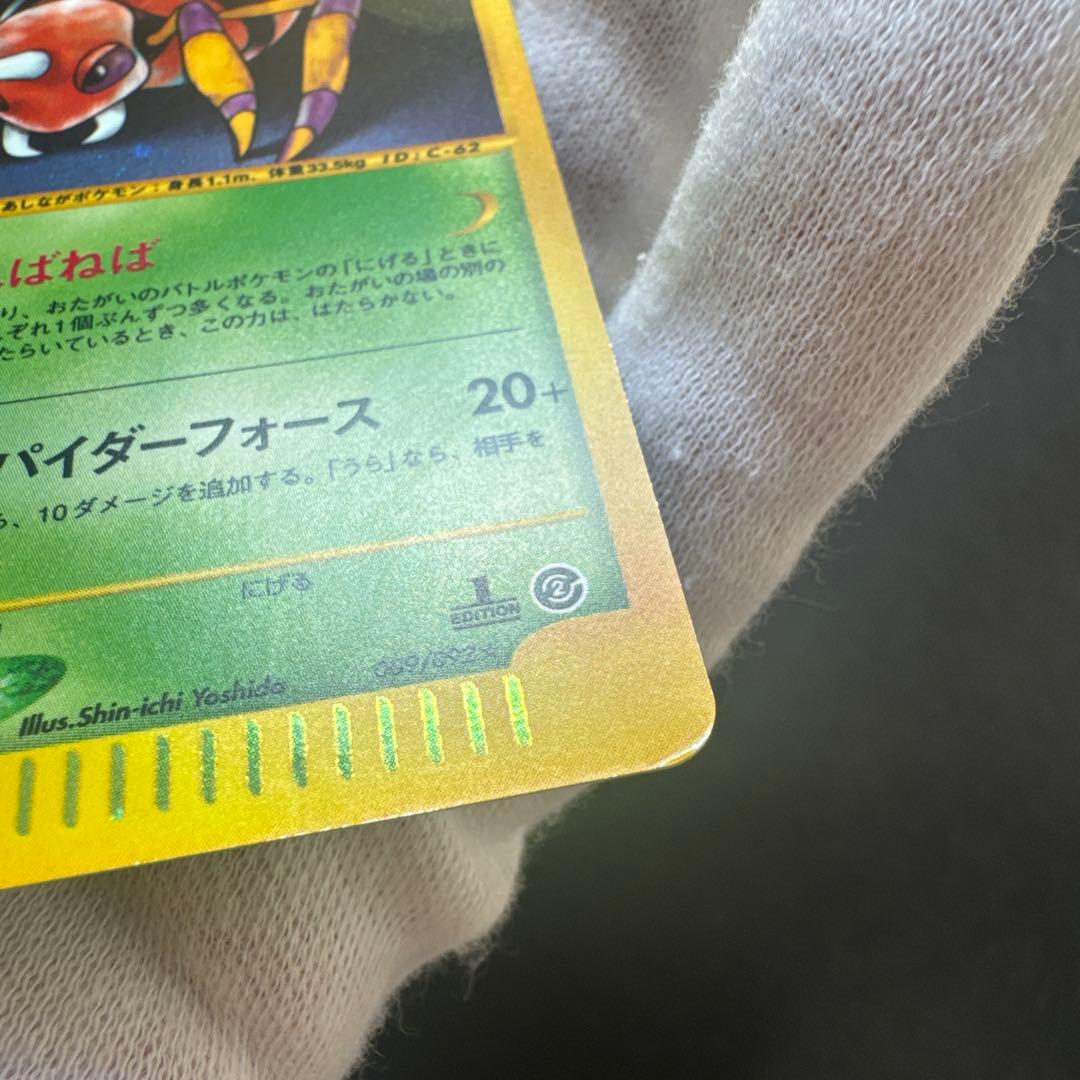 あしながポケモン：身長1.1m、体重33.5kg ID：C-62
ばねば
り、おたがいのバトルポケモンの「にげる」ときに
ぞれ1個ぶんずつ多くなる。おたがいの場の別の
たらいているとき、この力は、はたらかない。
パイダーフォース 20+
ら、10ダメージを追加する。「うら」なら、相手を
にげる
1 EDITION 2
Illus.Shin-ichi Yoshida
/092★